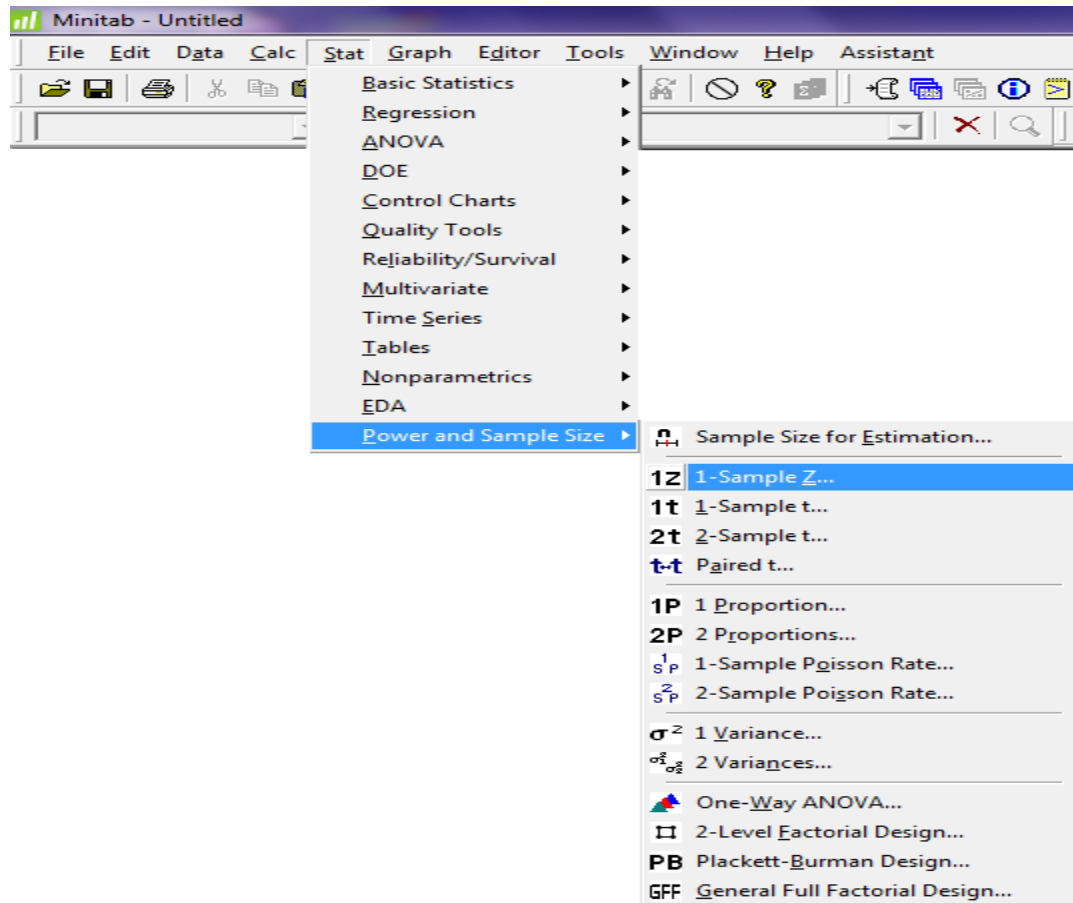 Minitab - Untitled
File Edit Data Calc Stat Graph Editor Tools Window Help Assistant
Basic Statistics
Regression
ANOVA
DOE
Control Charts
Quality Tools
Reliability/Survival
Multivariate
Time Series
Tables
Nonparametrics
EDA
Power and Sample Size
Sample Size for Estimation...
1Z 1-Sample Z...
1t 1-Sample t...
2t 2-Sample t...
t-t Paired t...
1P 1 Proportion...
2P 2 Proportions...
S1P 1-Sample Poisson Rate...
S2P 2-Sample Poisson Rate...
σ² 1 Variance...
2 Variances...
One-Way ANOVA...
2-Level Factorial Design...
PB Plackett-Burman Design...
GFF General Full Factorial Design...